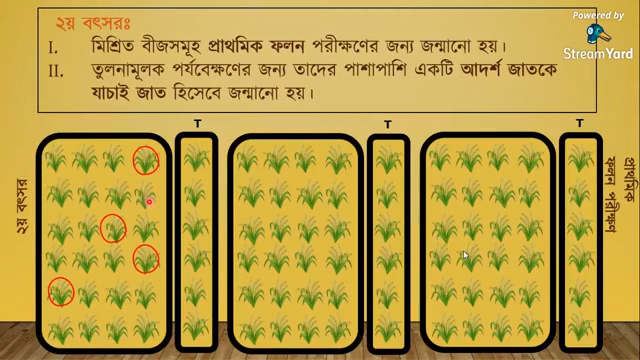 Powered by
StreamYard
২য় বৎসরঃ
I. মিশ্রিত বীজসমূহ প্রাথমিক ফলন পরীক্ষণের জন্য জন্মানো হয়।
II. তুলনামূলক পর্যবেক্ষণের জন্য তাদের পাশাপাশি একটি আদর্শ জাতকে
যাচাই জাত হিসেবে জন্মানো হয়।
T
T
T
২য় বৎসর
প্রাথমিক
ফলন পরীক্ষণ